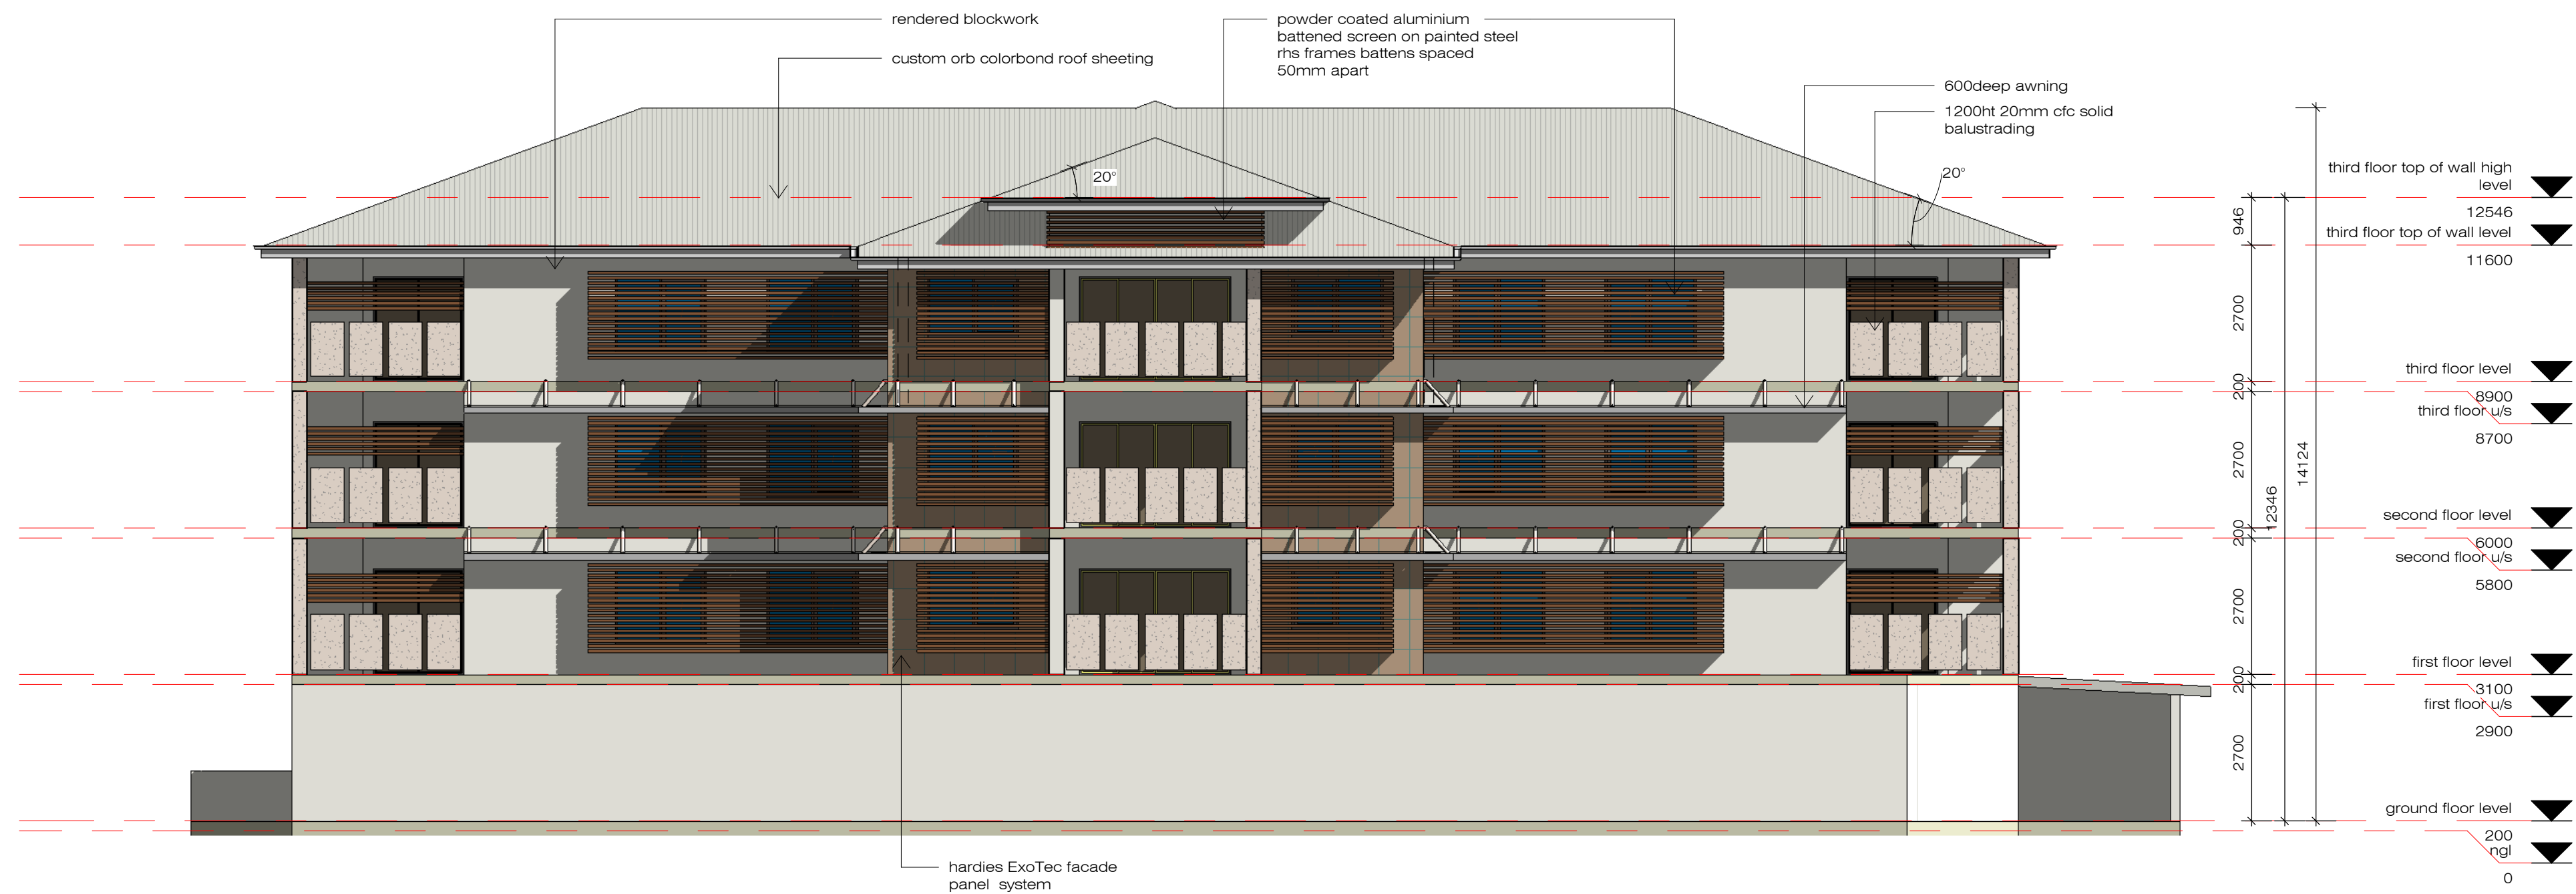 rendered blockwork
custom orb colorbond roof sheeting
powder coated aluminium
battened screen on painted steel
rhs frames battens spaced
50mm apart
600deep awning
1200ht 20mm cfc solid
balustrading
20°
20°
hardies ExoTec facade
panel system
946
2700
200
2700
200
2700
200
2700
12346
14124
third floor top of wall high
level
12546
third floor top of wall level
11600
third floor level
8900
third floor u/s
8700
second floor level
6000
second floor u/s
5800
first floor level
3100
first floor u/s
2900
ground floor level
200
ngl
0